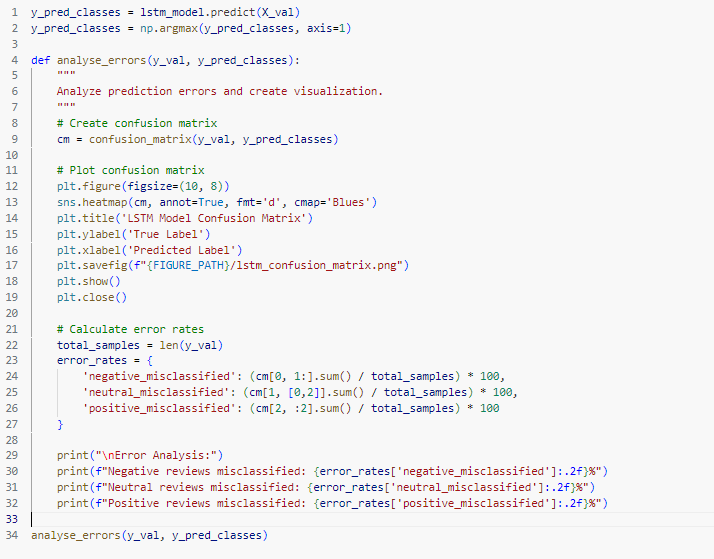 1 y_pred_classes = lstm_model.predict(X_val)
2 y_pred_classes = np.argmax(y_pred_classes, axis=1)
3
4 def analyse_errors(y_val, y_pred_classes):
5     """
6     Analyze prediction errors and create visualization.
7     """
8     # Create confusion matrix
9     cm = confusion_matrix(y_val, y_pred_classes)
10
11     # Plot confusion matrix
12     plt.figure(figsize=(10, 8))
13     sns.heatmap(cm, annot=True, fmt='d', cmap='Blues')
14     plt.title('LSTM Model Confusion Matrix')
15     plt.ylabel('True Label')
16     plt.xlabel('Predicted Label')
17     plt.savefig(f"{FIGURE_PATH}/lstm_confusion_matrix.png")
18     plt.show()
19     plt.close()
20
21     # Calculate error rates
22     total_samples = len(y_val)
23     error_rates = {
24         'negative_misclassified': (cm[0, 1:].sum() / total_samples) * 100,
25         'neutral_misclassified': (cm[1, [0,2]].sum() / total_samples) * 100,
26         'positive_misclassified': (cm[2, :2].sum() / total_samples) * 100
27     }
28
29     print("\nError Analysis:")
30     print(f"Negative reviews misclassified: {error_rates['negative_misclassified']:.2f}%")
31     print(f"Neutral reviews misclassified: {error_rates['neutral_misclassified']:.2f}%")
32     print(f"Positive reviews misclassified: {error_rates['positive_misclassified']:.2f}%")
33
34 analyse_errors(y_val, y_pred_classes)